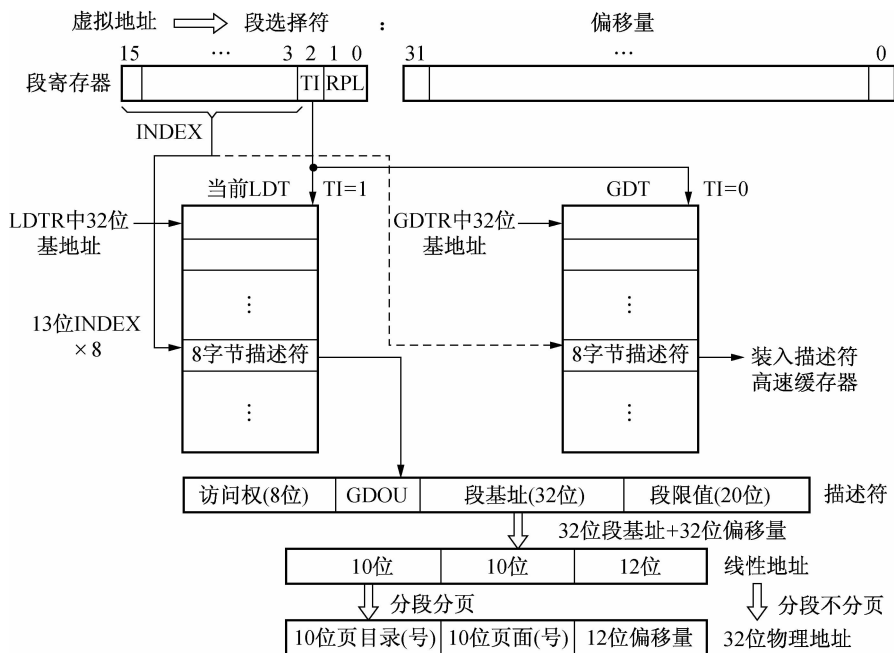 虚拟地址 段选择符 : 偏移量
15 … 3 2 1 0 31 … 0
段寄存器 TI RPL
INDEX
当前LDT TI=1 GDT TI=0
LDTR中32位
基地址
GDTR中32位
基地址
⋮ ⋮
13位INDEX
×8
8字节描述符 8字节描述符
装入描述符
高速缓存器
⋮ ⋮
访问权(8位) GDOU 段基址(32位) 段限值(20位) 描述符
32位段基址+32位偏移量
10位 10位 12位 线性地址
分段分页 分段不分页
10位页目录(号) 10位页面(号) 12位偏移量 32位物理地址